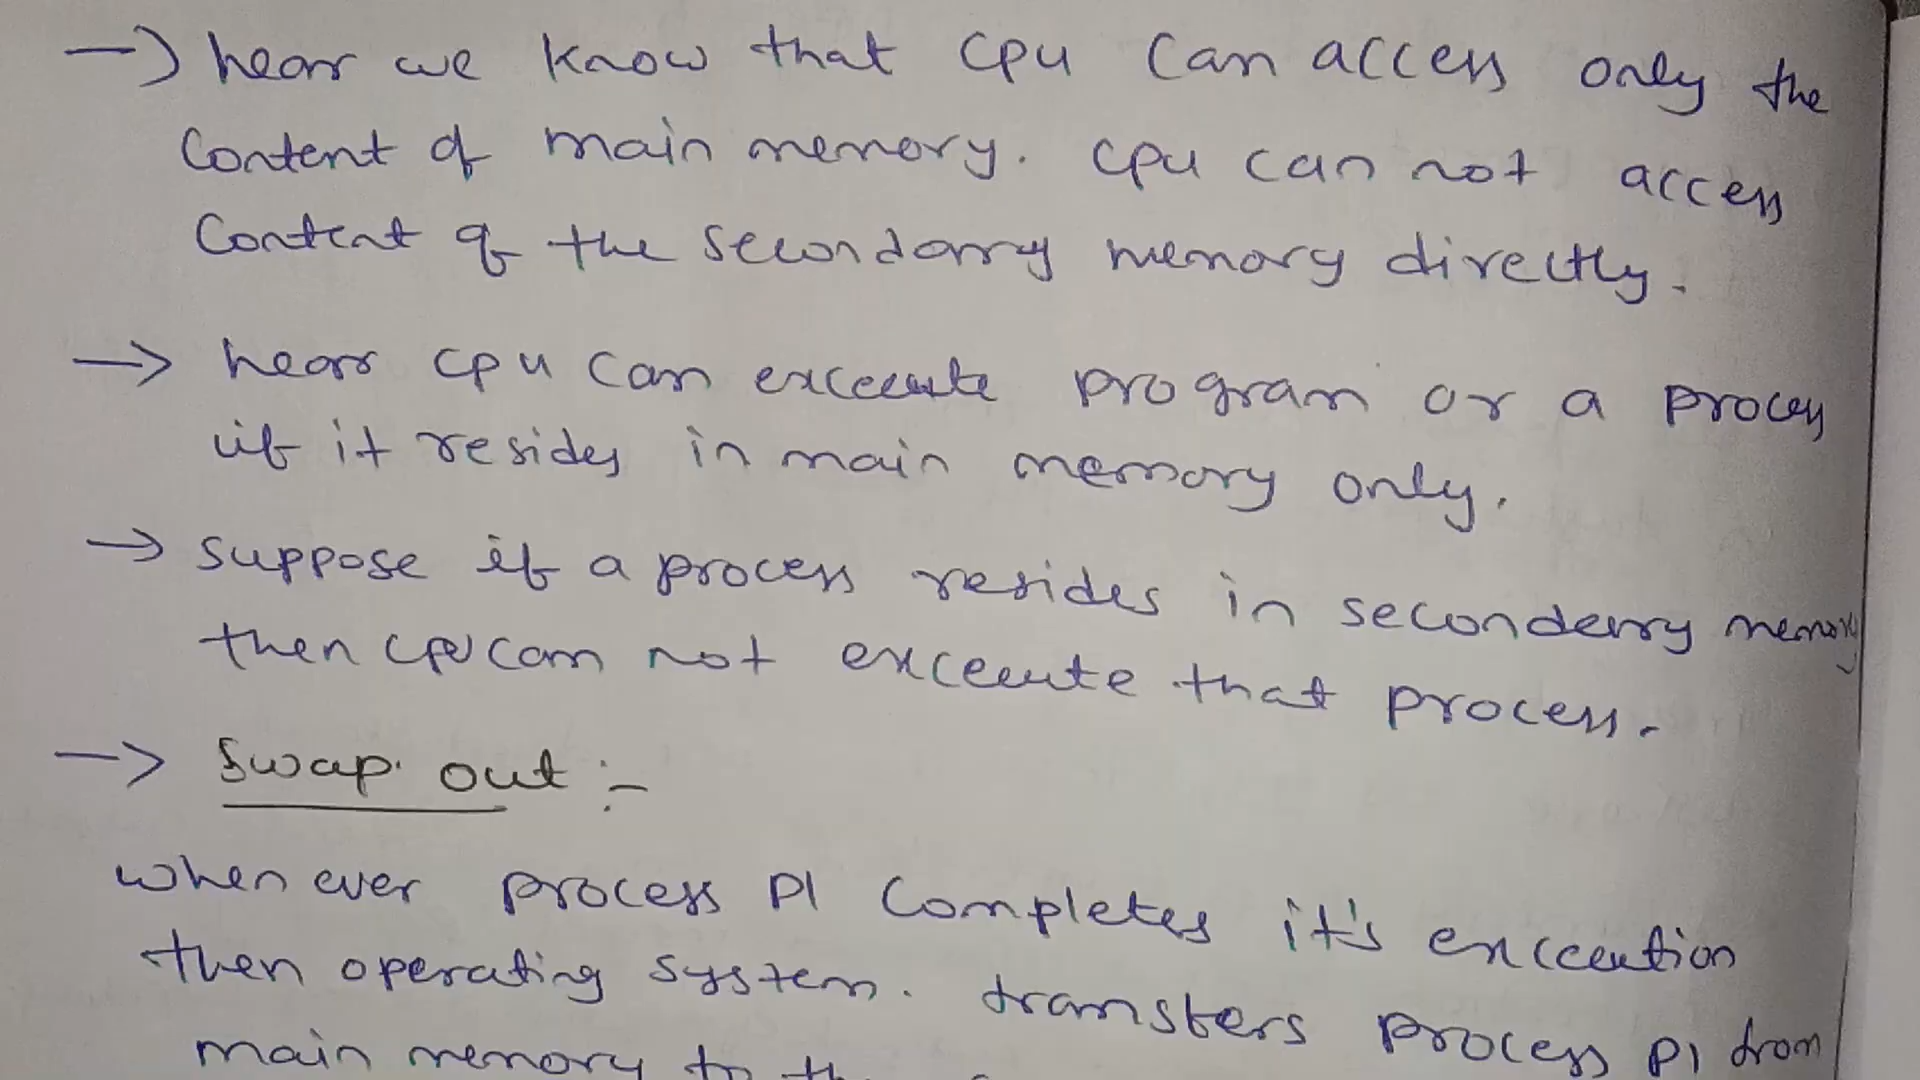 → hear we know that cpu can access only the
content of main memory. cpu can not access
content of the secondarry memory directly.
→ hear cpu can excecute program or a process
if it resides in main memory only.
→ suppose if a process resides in seconderry memory
then cpu can not excecute that process.
→ swap out :-
when ever process P1 completes it's excecution
then operating system. transfers process P1 from
main memory to